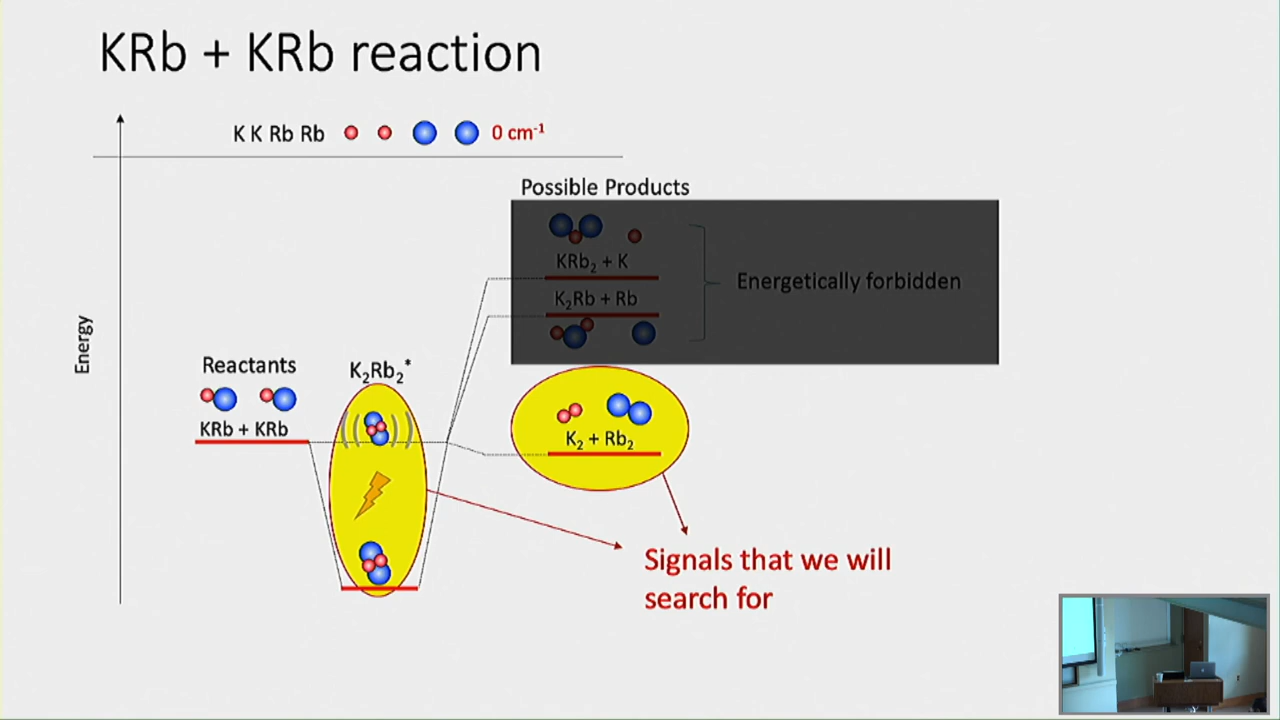 KRb + KRb reaction
K K Rb Rb 0 cm⁻¹
Possible Products
KRb₂ + K
Energetically forbidden
K₂Rb + Rb
Energy
Reactants
K₂Rb₂*
KRb + KRb
K₂ + Rb₂
Signals that we will
search for